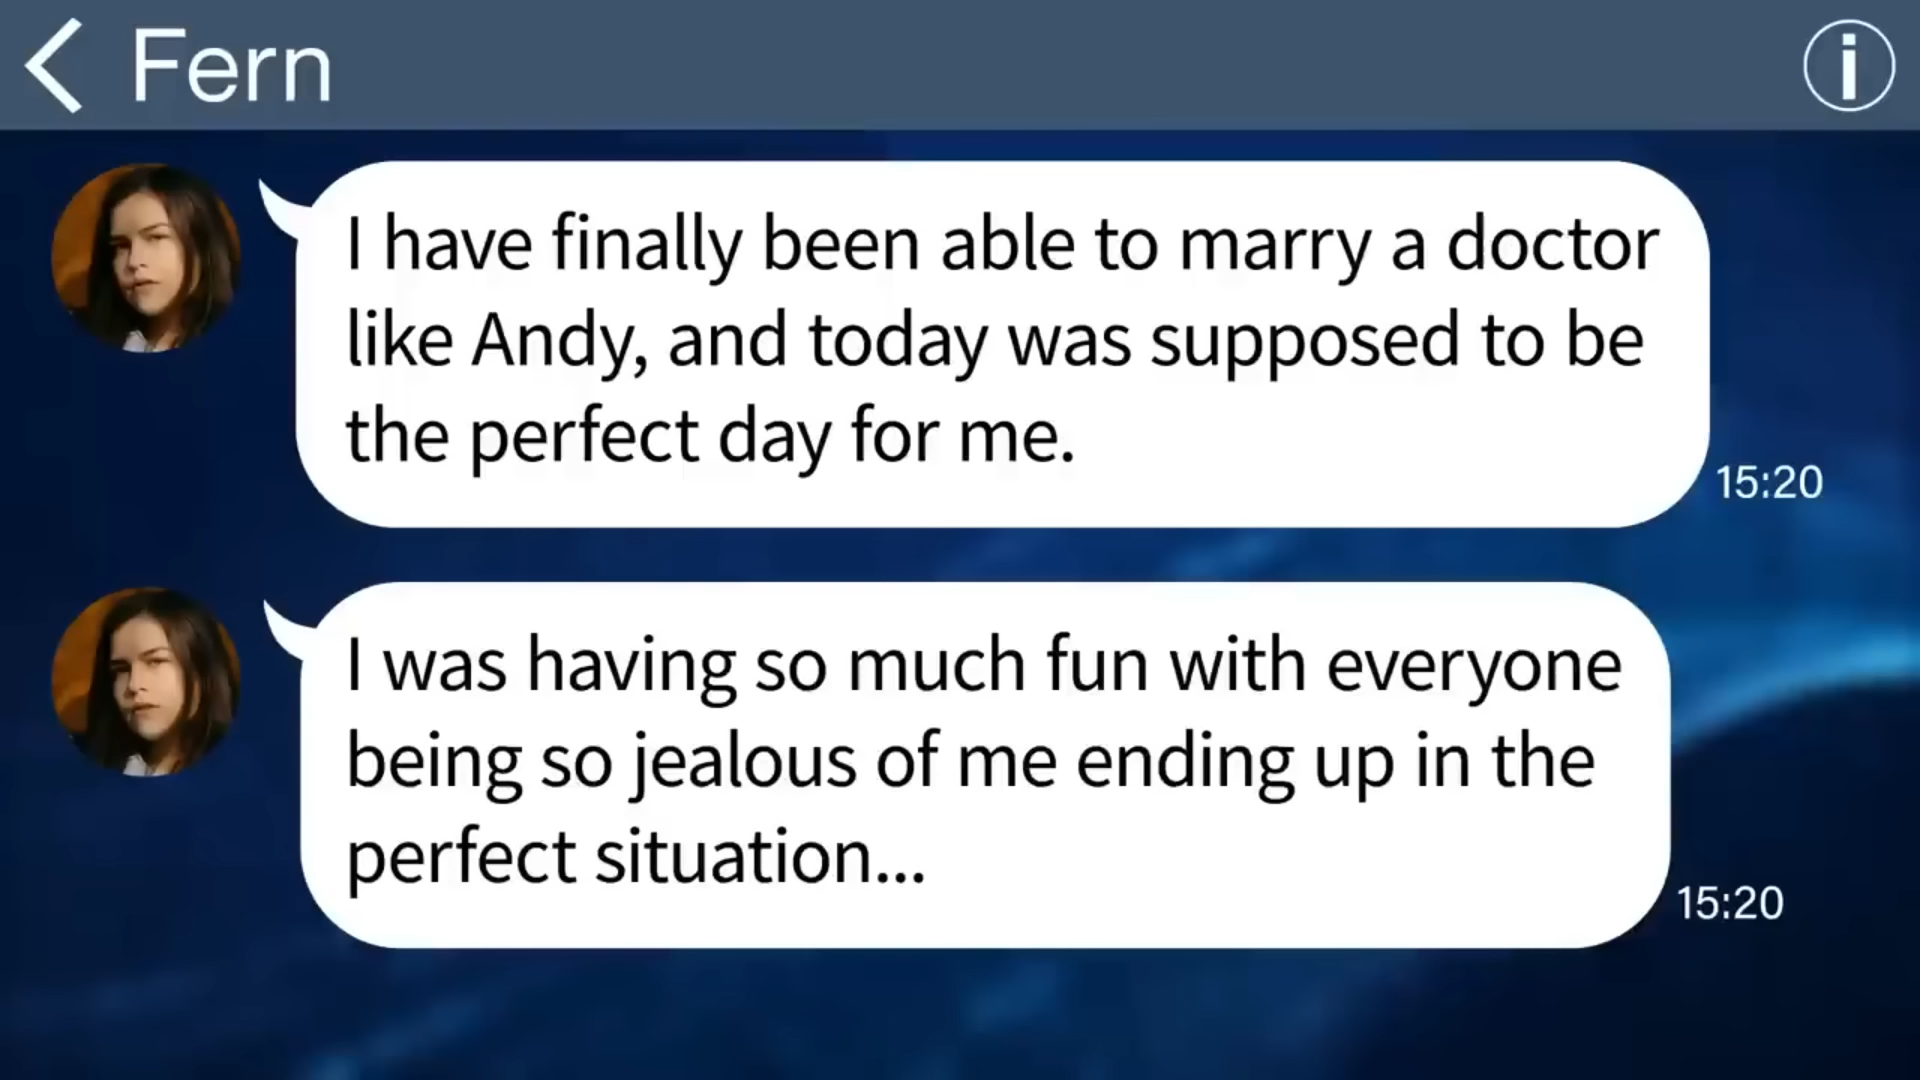 Fern
I have finally been able to marry a doctor
like Andy, and today was supposed to be
the perfect day for me.
15:20
I was having so much fun with everyone
being so jealous of me ending up in the
perfect situation...
15:20